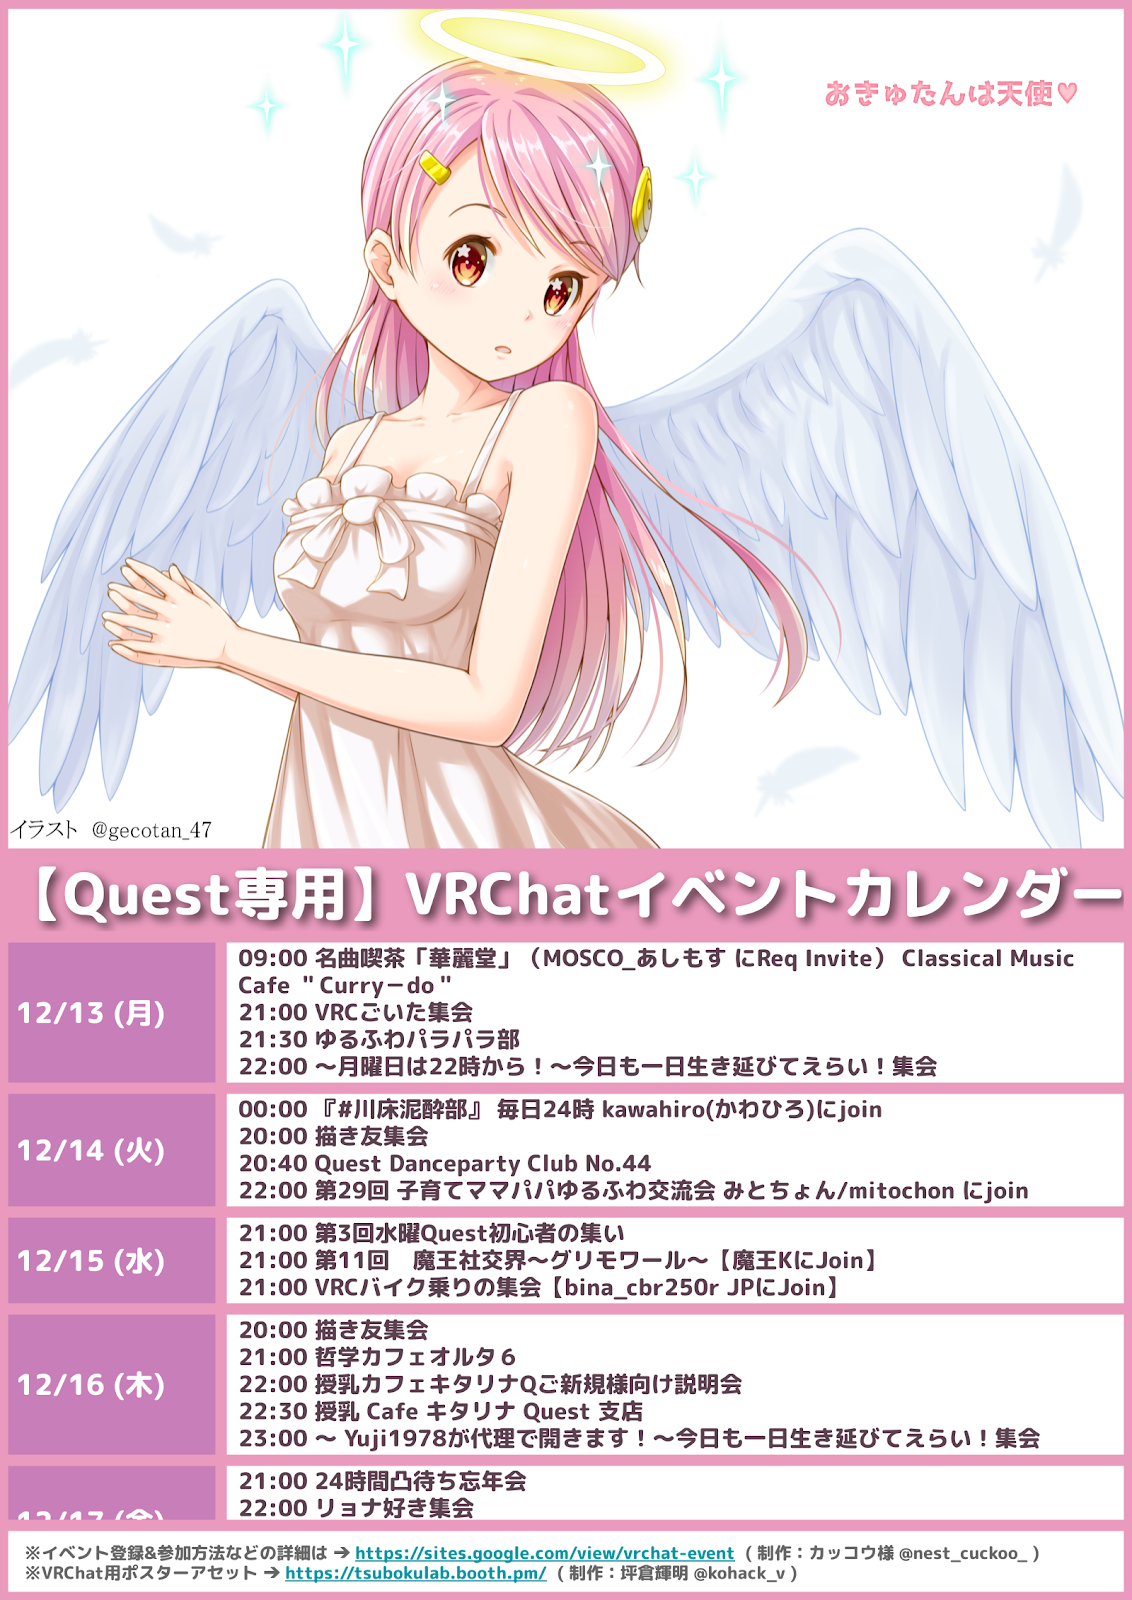 おきゅたんは天使♥
イラスト @gecotan_47
【Quest専用】VRChatイベントカレンダー
12/13 (月)
09:00 名曲喫茶「華麗堂」（MOSCO_あしもす にReq Invite） Classical Music
Cafe ＂Curry－do＂
21:00 VRCごいた集会
21:30 ゆるふわパラパラ部
22:00 ～月曜日は22時から！～今日も一日生き延びてえらい！集会
12/14 (火)
00:00 『#川床泥酔部』 毎日24時 kawahiro(かわひろ)にjoin
20:00 描き友集会
20:40 Quest Danceparty Club No.44
22:00 第29回 子育てママパパゆるふわ交流会 みとちょん/mitochon にjoin
12/15 (水)
21:00 第3回水曜Quest初心者の集い
21:00 第11回　魔王社交界～グリモワール～【魔王KにJoin】
21:00 VRCバイク乗りの集会【bina_cbr250r JPにJoin】
12/16 (木)
20:00 描き友集会
21:00 哲学カフェオルタ６
22:00 授乳カフェキタリナQご新規様向け説明会
22:30 授乳 Cafe キタリナ Quest 支店
23:00 ～ Yuji1978が代理で開きます！～今日も一日生き延びてえらい！集会
12/17 (金)
21:00 24時間凸待ち忘年会
22:00 リョナ好き集会
※イベント登録&参加方法などの詳細は → https://sites.google.com/view/vrchat-event （ 制作：カッコウ様 @nest_cuckoo_ ）
※VRChat用ポスターアセット → https://tsubokulab.booth.pm/ （ 制作：坪倉輝明 @kohack_v ）